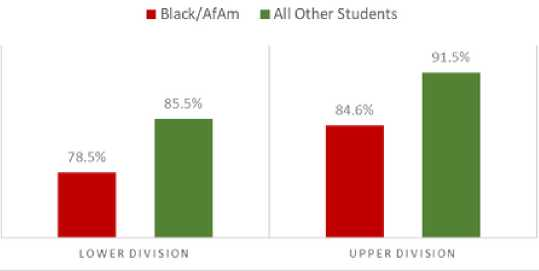 Black/AfAm All Other Students
78.5% 85.5% 84.6% 91.5%
LOWER DIVISION UPPER DIVISION